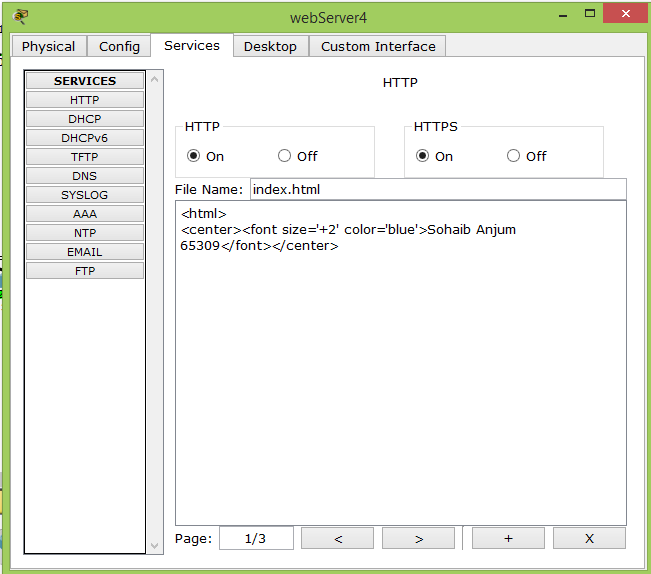 webServer4
Physical Config Services Desktop Custom Interface
SERVICES
HTTP
DHCP
DHCPv6
TFTP
DNS
SYSLOG
AAA
NTP
EMAIL
FTP
HTTP
HTTP
On Off
HTTPS
On Off
File Name: index.html
<html>
<center><font size='+2' color='blue'>Sohaib Anjum
65309</font></center>
Page: 1/3 < > + X